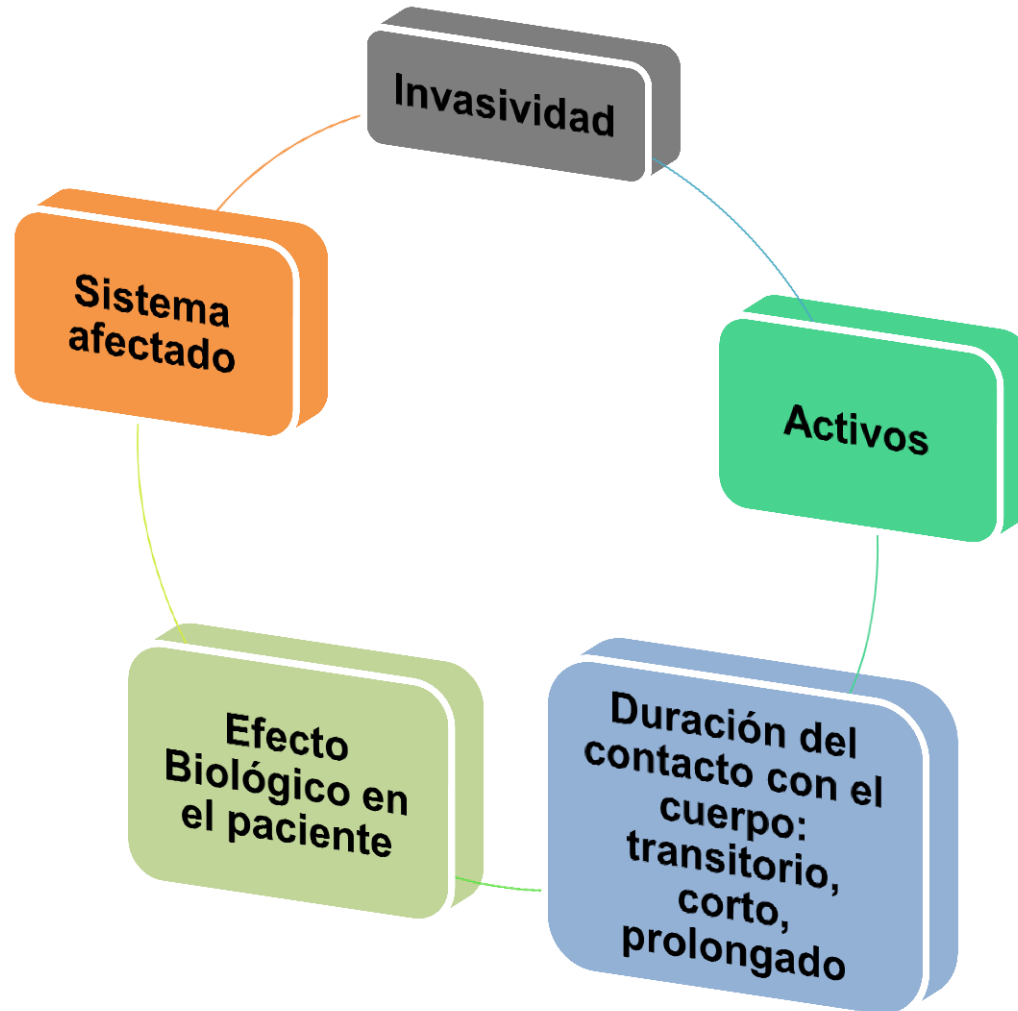 Invasividad
Activos
Duración del
contacto con el
cuerpo:
transitorio,
corto,
prolongado
Efecto
Biológico en
el paciente
Sistema
afectado